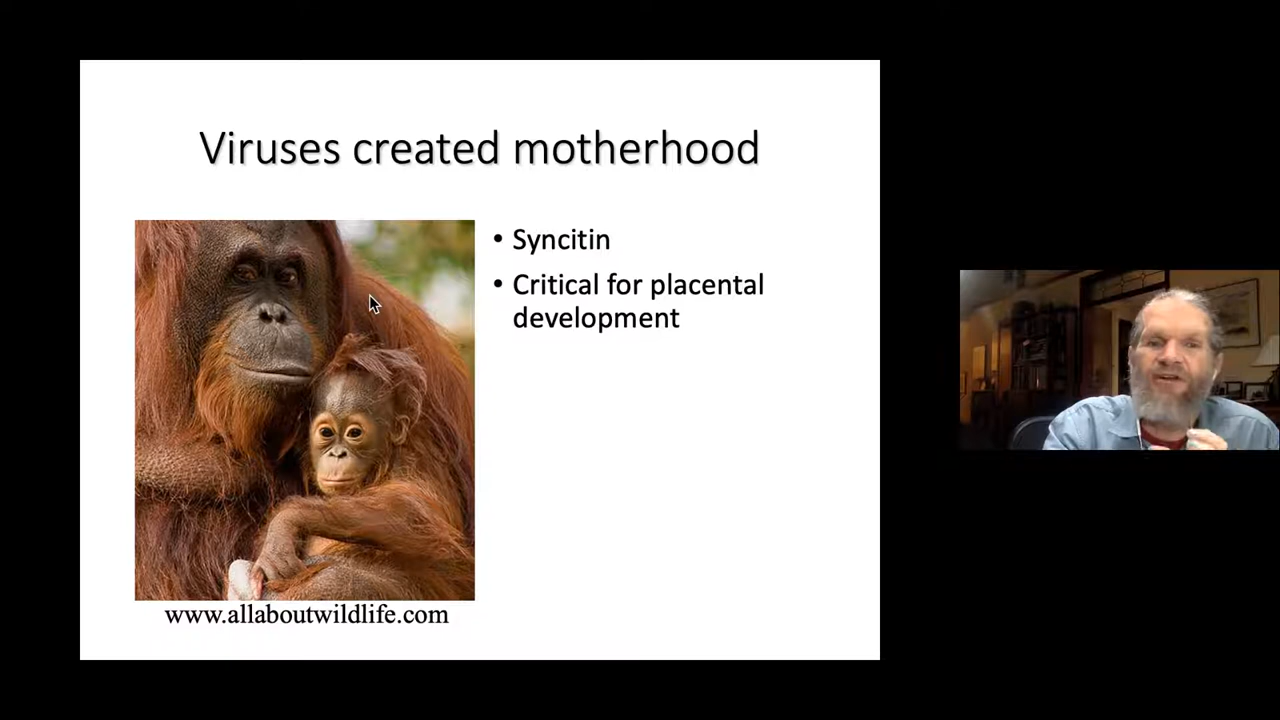 Viruses created motherhood
• Syncitin
• Critical for placental
development
www.allaboutwildlife.com